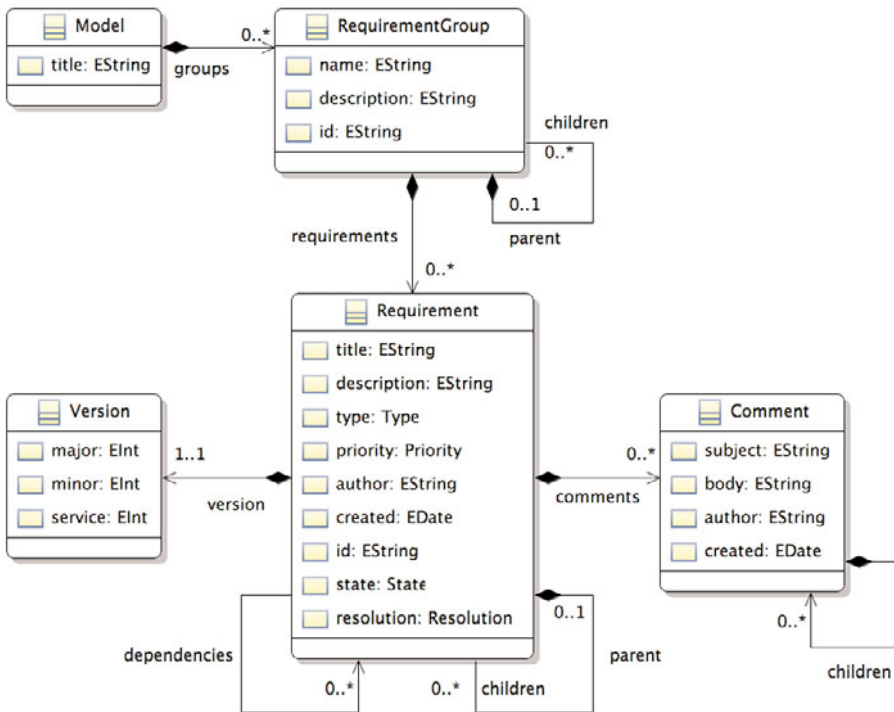 Model
title: EString
0..*
groups
RequirementGroup
name: EString
description: EString
id: EString
children
0..*
0..1
parent
requirements
0..*
Requirement
title: EString
description: EString
type: Type
priority: Priority
author: EString
created: EDate
id: EString
state: State
resolution: Resolution
Version
major: EInt
minor: EInt
service: EInt
1..1
version
0..*
comments
Comment
subject: EString
body: EString
author: EString
created: EDate
0..*
children
dependencies
0..*
0..*
children
0..1
parent